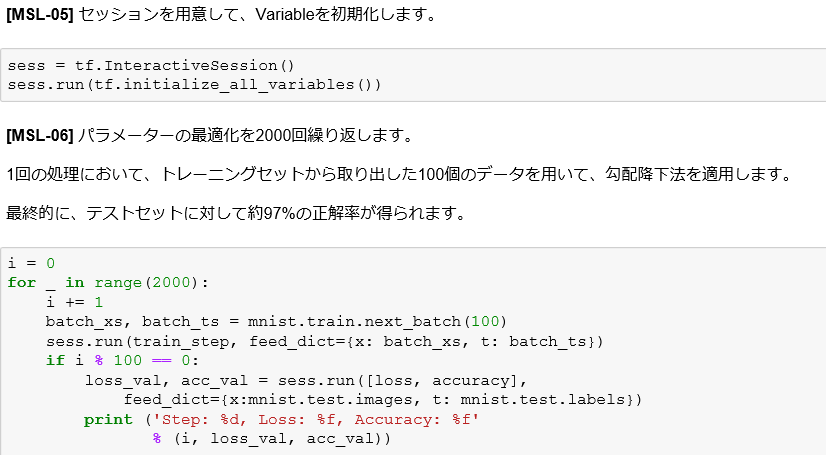 [MSL-05] セッションを用意して、Variableを初期化します。
sess = tf.InteractiveSession()
sess.run(tf.initialize_all_variables())
[MSL-06] パラメーターの最適化を2000回繰り返します。
1回の処理において、トレーニングセットから取り出した100個のデータを用いて、勾配降下法を適用します。
最終的に、テストセットに対して約97%の正解率が得られます。
i = 0
for _ in range(2000):
    i += 1
    batch_xs, batch_ts = mnist.train.next_batch(100)
    sess.run(train_step, feed_dict={x: batch_xs, t: batch_ts})
    if i % 100 == 0:
        loss_val, acc_val = sess.run([loss, accuracy],
            feed_dict={x:mnist.test.images, t: mnist.test.labels})
        print ('Step: %d, Loss: %f, Accuracy: %f'
               % (i, loss_val, acc_val))